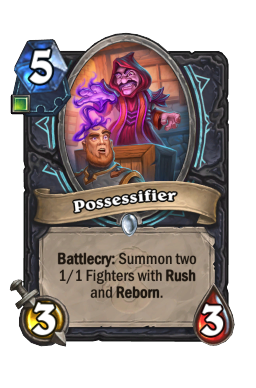 5
Possessifier
Battlecry: Summon two
1/1 Fighters with Rush
and Reborn.
3 3